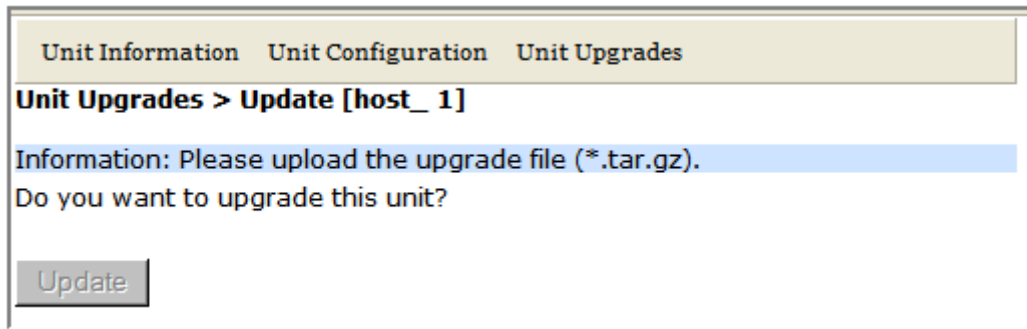 Unit Information Unit Configuration Unit Upgrades
Unit Upgrades > Update [host_ 1]
Information: Please upload the upgrade file (*.tar.gz).
Do you want to upgrade this unit?
Update